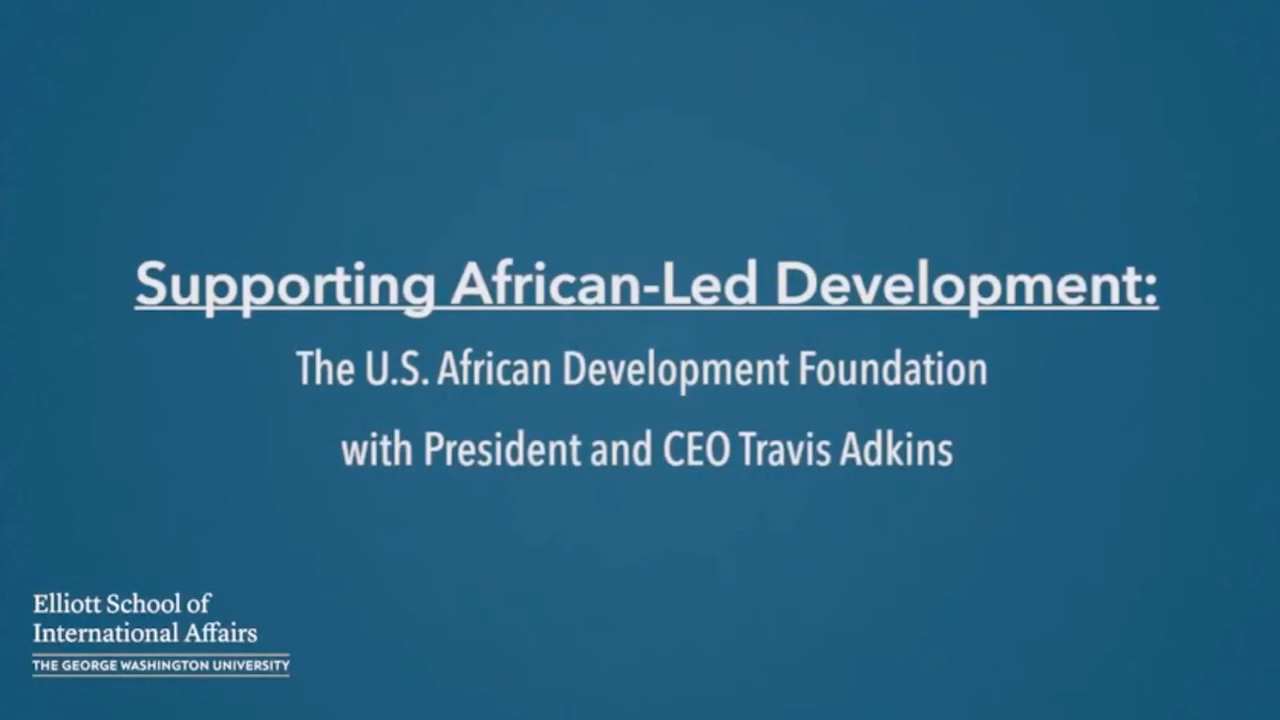 Supporting African-Led Development:
The U.S. African Development Foundation
with President and CEO Travis Adkins
Elliott School of
International Affairs
THE GEORGE WASHINGTON UNIVERSITY